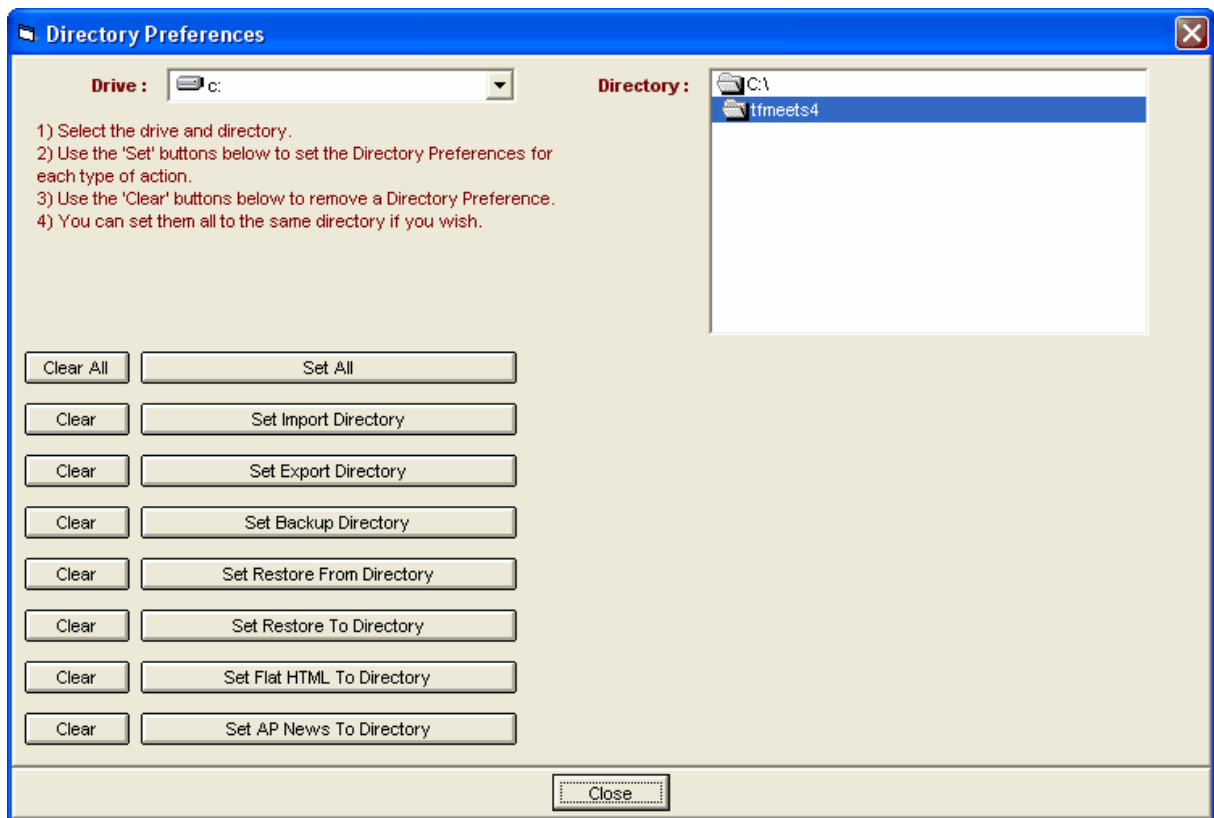 Directory Preferences
Drive :
c:
Directory :
C:\
tfmeets4
1) Select the drive and directory.
2) Use the 'Set' buttons below to set the Directory Preferences for
each type of action.
3) Use the 'Clear' buttons below to remove a Directory Preference.
4) You can set them all to the same directory if you wish.
Clear All
Set All
Clear
Set Import Directory
Clear
Set Export Directory
Clear
Set Backup Directory
Clear
Set Restore From Directory
Clear
Set Restore To Directory
Clear
Set Flat HTML To Directory
Clear
Set AP News To Directory
Close